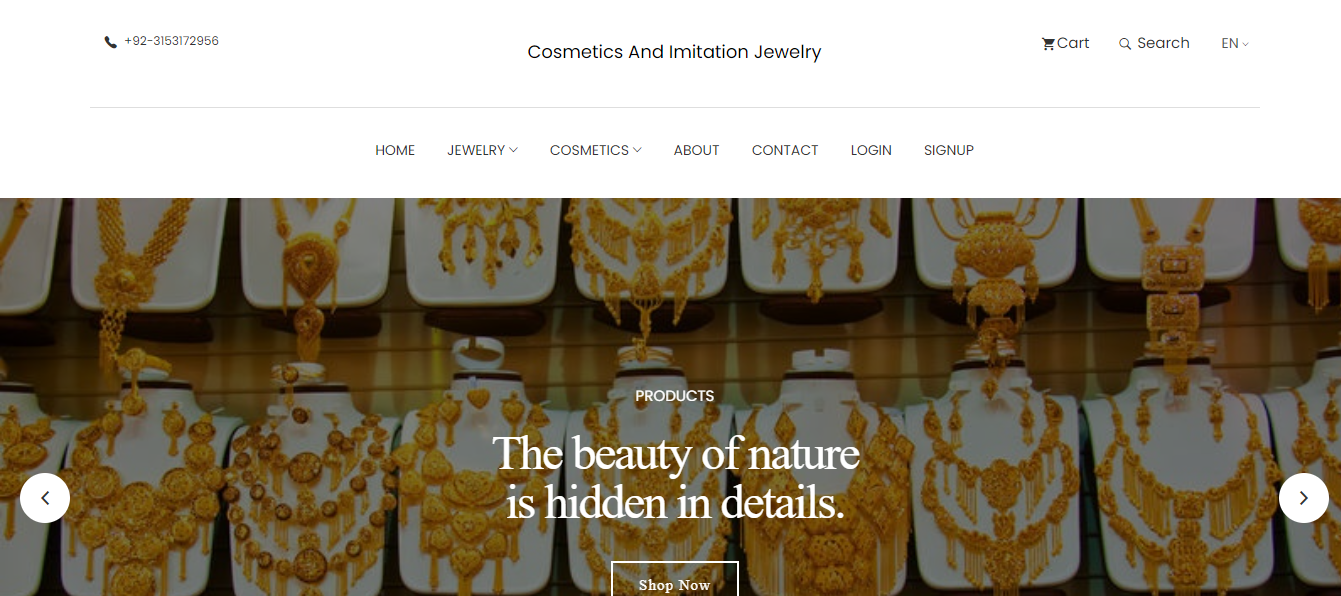 +92-3153172956
Cosmetics And Imitation Jewelry
Cart
Search
EN
HOME JEWELRY COSMETICS ABOUT CONTACT LOGIN SIGNUP
PRODUCTS
The beauty of nature
is hidden in details.
Shop Now